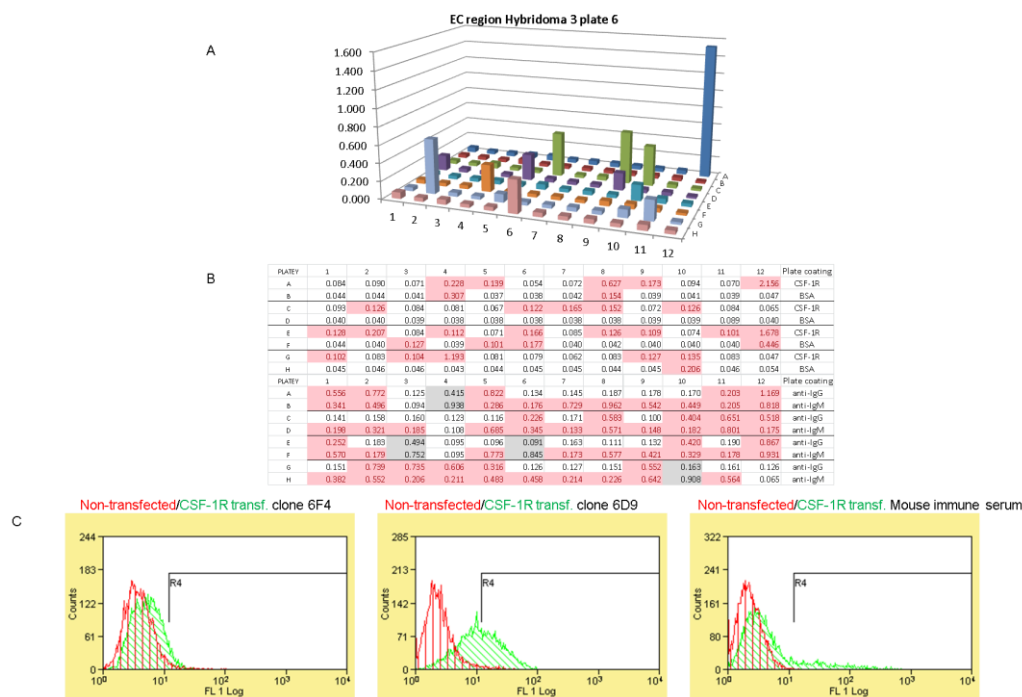 EC region Hybridoma 3 plate 6
A
1.600
1.400
1.200
1.000
0.800
0.600
0.400
0.200
0.000
1 2 3 4 5 6 7 8 9 10 11 12
A
B
C
D
E
F
G
H
B
PLATEY 1 2 3 4 5 6 7 8 9 10 11 12 Plate coating
A 0.084 0.090 0.071 0.228 0.139 0.054 0.072 0.627 0.173 0.094 0.070 2.156 CSF-1R
B 0.044 0.044 0.041 0.307 0.037 0.038 0.042 0.154 0.039 0.041 0.039 0.047 BSA
C 0.093 0.126 0.084 0.081 0.067 0.122 0.165 0.152 0.072 0.126 0.084 0.065 CSF-1R
D 0.040 0.040 0.039 0.038 0.038 0.038 0.038 0.038 0.039 0.039 0.089 0.040 BSA
E 0.128 0.207 0.084 0.112 0.071 0.166 0.085 0.126 0.109 0.074 0.101 1.678 CSF-1R
F 0.044 0.040 0.127 0.039 0.101 0.177 0.040 0.042 0.040 0.040 0.040 0.446 BSA
G 0.102 0.083 0.104 1.193 0.081 0.079 0.062 0.083 0.127 0.135 0.083 0.047 CSF-1R
H 0.045 0.046 0.046 0.043 0.044 0.045 0.045 0.044 0.045 0.206 0.046 0.054 BSA
PLATEY 1 2 3 4 5 6 7 8 9 10 11 12 Plate coating
A 0.556 0.772 0.125 0.415 0.822 0.134 0.145 0.187 0.178 0.170 0.203 1.169 anti-IgG
B 0.341 0.496 0.094 0.938 0.286 0.176 0.729 0.962 0.542 0.449 0.205 0.818 anti-IgM
C 0.141 0.158 0.160 0.123 0.116 0.226 0.171 0.583 0.100 0.404 0.651 0.518 anti-IgG
D 0.198 0.321 0.185 0.108 0.685 0.345 0.133 0.571 0.148 0.182 0.801 0.175 anti-IgM
E 0.252 0.183 0.494 0.095 0.096 0.091 0.163 0.111 0.132 0.420 0.190 0.867 anti-IgG
F 0.570 0.179 0.752 0.095 0.773 0.845 0.173 0.577 0.421 0.329 0.178 0.931 anti-IgM
G 0.151 0.739 0.735 0.606 0.316 0.126 0.127 0.151 0.552 0.163 0.161 0.126 anti-IgG
H 0.382 0.552 0.206 0.211 0.483 0.458 0.214 0.226 0.642 0.908 0.564 0.065 anti-IgM
C
Non-transfected/CSF-1R transf. clone 6F4
244
183
122
61
0
Counts
R4
10⁰ 10¹ 10² 10³ 10⁴
FL 1 Log
Non-transfected/CSF-1R transf. clone 6D9
285
213
142
71
0
Counts
R4
10⁰ 10¹ 10² 10³ 10⁴
FL 1 Log
Non-transfected/CSF-1R transf. Mouse immune serum
322
241
161
80
0
Counts
R4
10⁰ 10¹ 10² 10³ 10⁴
FL 1 Log